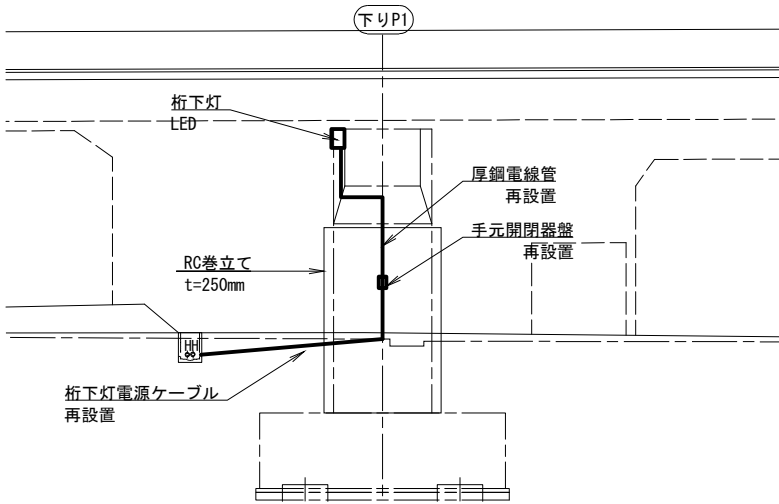 下りP1
桁下灯
LED
厚鋼電線管
再設置
手元開閉器盤
再設置
RC巻立て
t=250mm
HH
桁下灯電源ケーブル
再設置